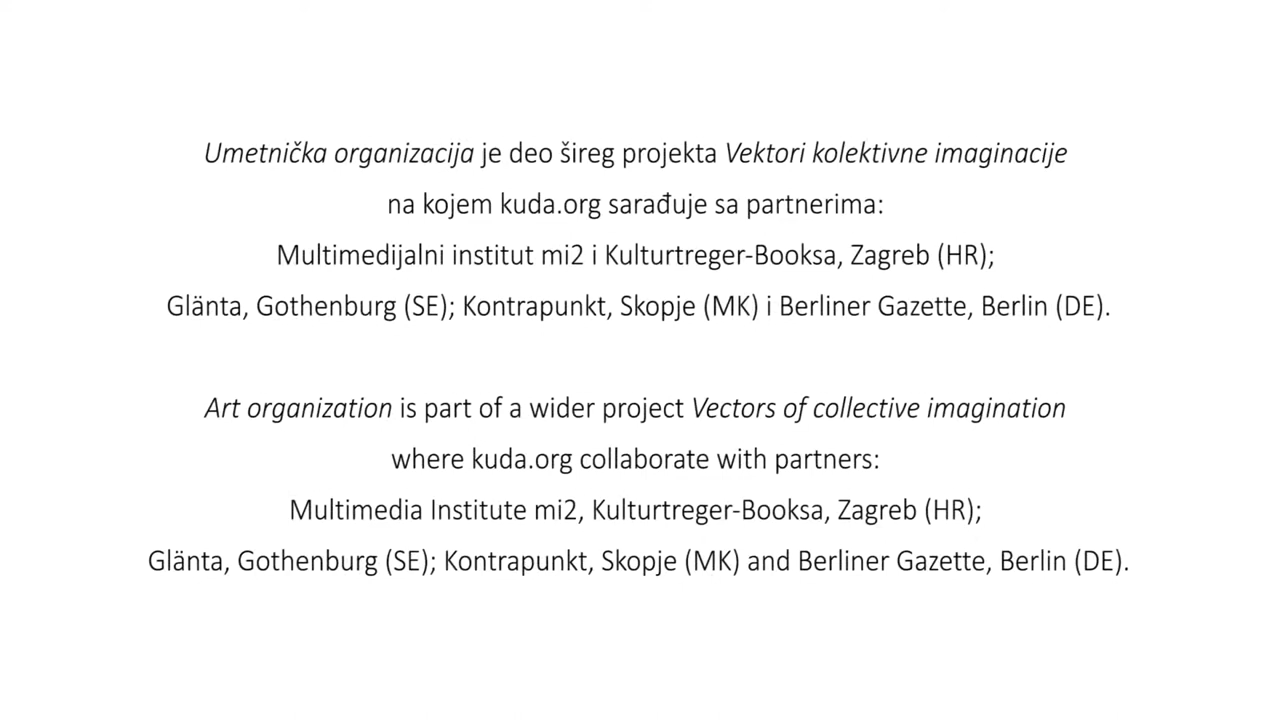 Umetnička organizacija je deo šireg projekta Vektori kolektivne imaginacije
na kojem kuda.org sarađuje sa partnerima:
Multimedijalni institut mi2 i Kulturtreger-Booksa, Zagreb (HR);
Glänta, Gothenburg (SE); Kontrapunkt, Skopje (MK) i Berliner Gazette, Berlin (DE).
Art organization is part of a wider project Vectors of collective imagination
where kuda.org collaborate with partners:
Multimedia Institute mi2, Kulturtreger-Booksa, Zagreb (HR);
Glänta, Gothenburg (SE); Kontrapunkt, Skopje (MK) and Berliner Gazette, Berlin (DE).